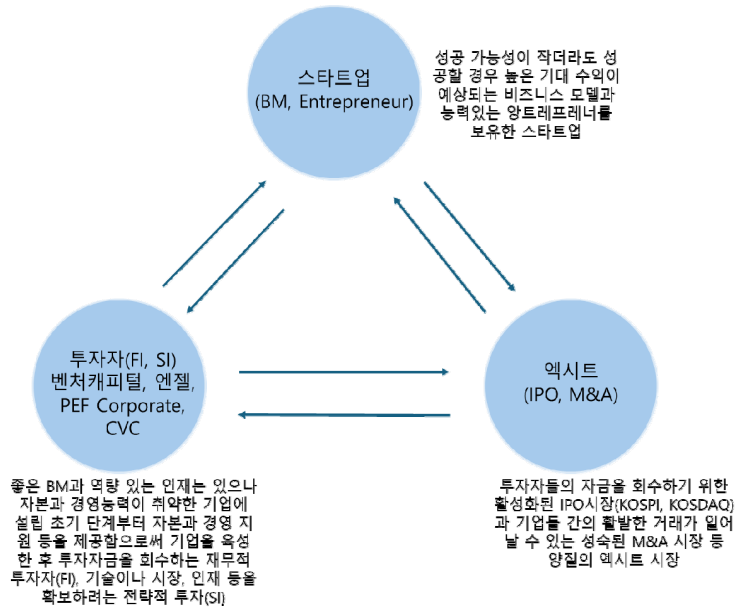 스타트업
(BM, Entrepreneur)
성공 가능성이 작더라도 성
공할 경우 높은 기대 수익이
예상되는 비즈니스 모델과
능력있는 앙트레프레너를
보유한 스타트업
투자자(FI, SI)
벤처캐피털, 엔젤,
PEF Corporate,
CVC
엑시트
(IPO, M&A)
좋은 BM과 역량 있는 인재는 있으나
자본과 경영능력이 취약한 기업에
설립 초기 단계부터 자본과 경영 지
원 등을 제공함으로써 기업을 육성
한 후 투자자금을 회수하는 재무적
투자자(FI), 기술이나 시장, 인재 등을
확보하려는 전략적 투자(SI)
투자자들의 자금을 회수하기 위한
활성화된 IPO시장(KOSPI, KOSDAQ)
과 기업들 간의 활발한 거래가 일어
날 수 있는 성숙된 M&A 시장 등
양질의 엑시트 시장